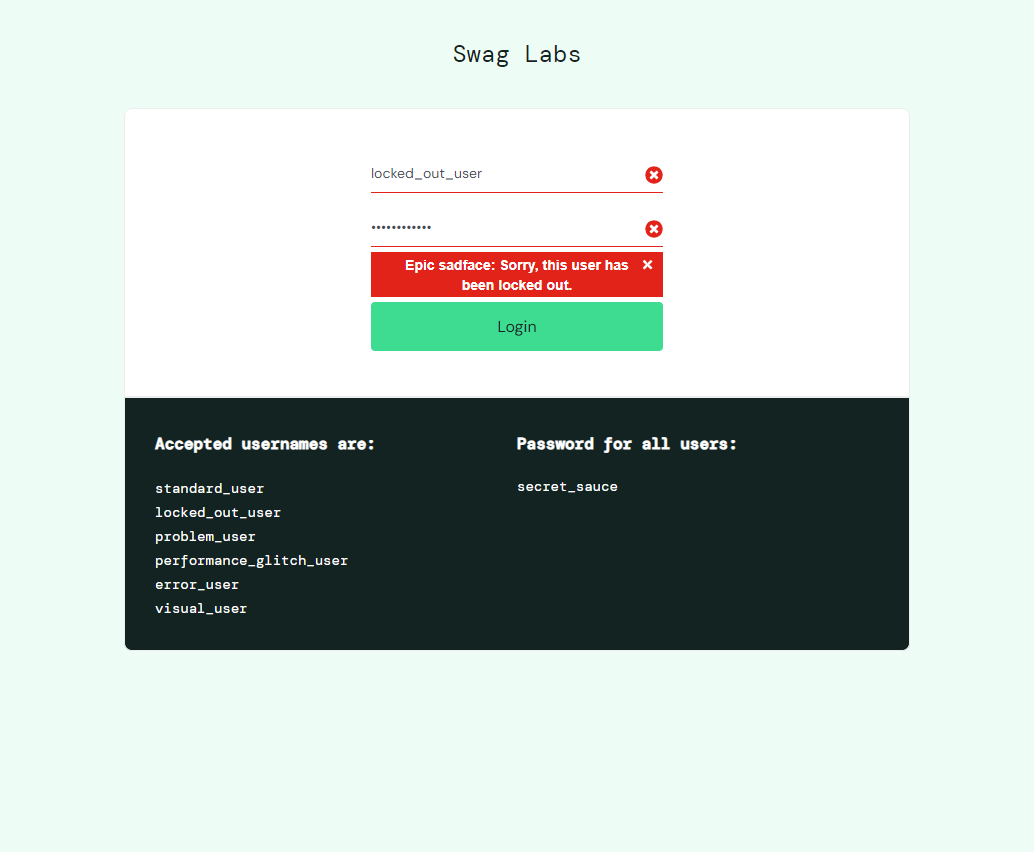 Swag Labs
locked_out_user
••••••••••••
Epic sadface: Sorry, this user has
been locked out.
Login
Accepted usernames are:
standard_user
locked_out_user
problem_user
performance_glitch_user
error_user
visual_user
Password for all users:
secret_sauce